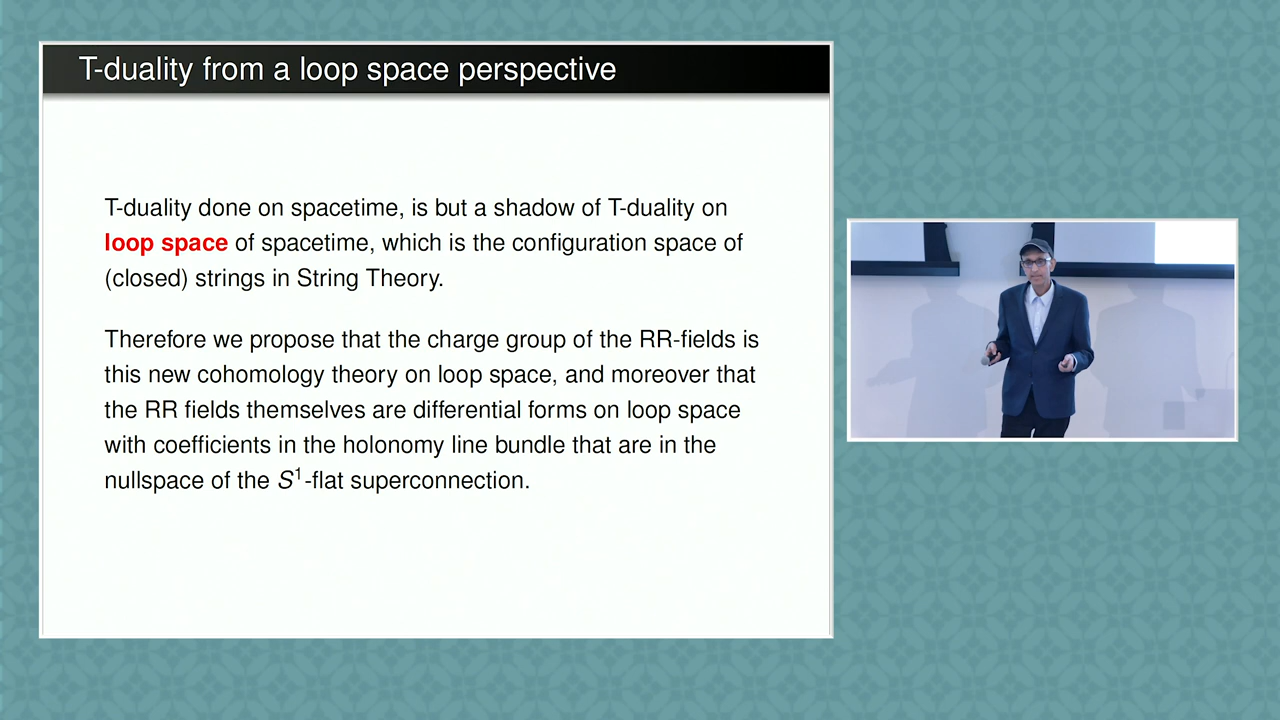 T-duality from a loop space perspective
T-duality done on spacetime, is but a shadow of T-duality on
loop space of spacetime, which is the configuration space of
(closed) strings in String Theory.
Therefore we propose that the charge group of the RR-fields is
this new cohomology theory on loop space, and moreover that
the RR fields themselves are differential forms on loop space
with coefficients in the holonomy line bundle that are in the
nullspace of the S¹-flat superconnection.